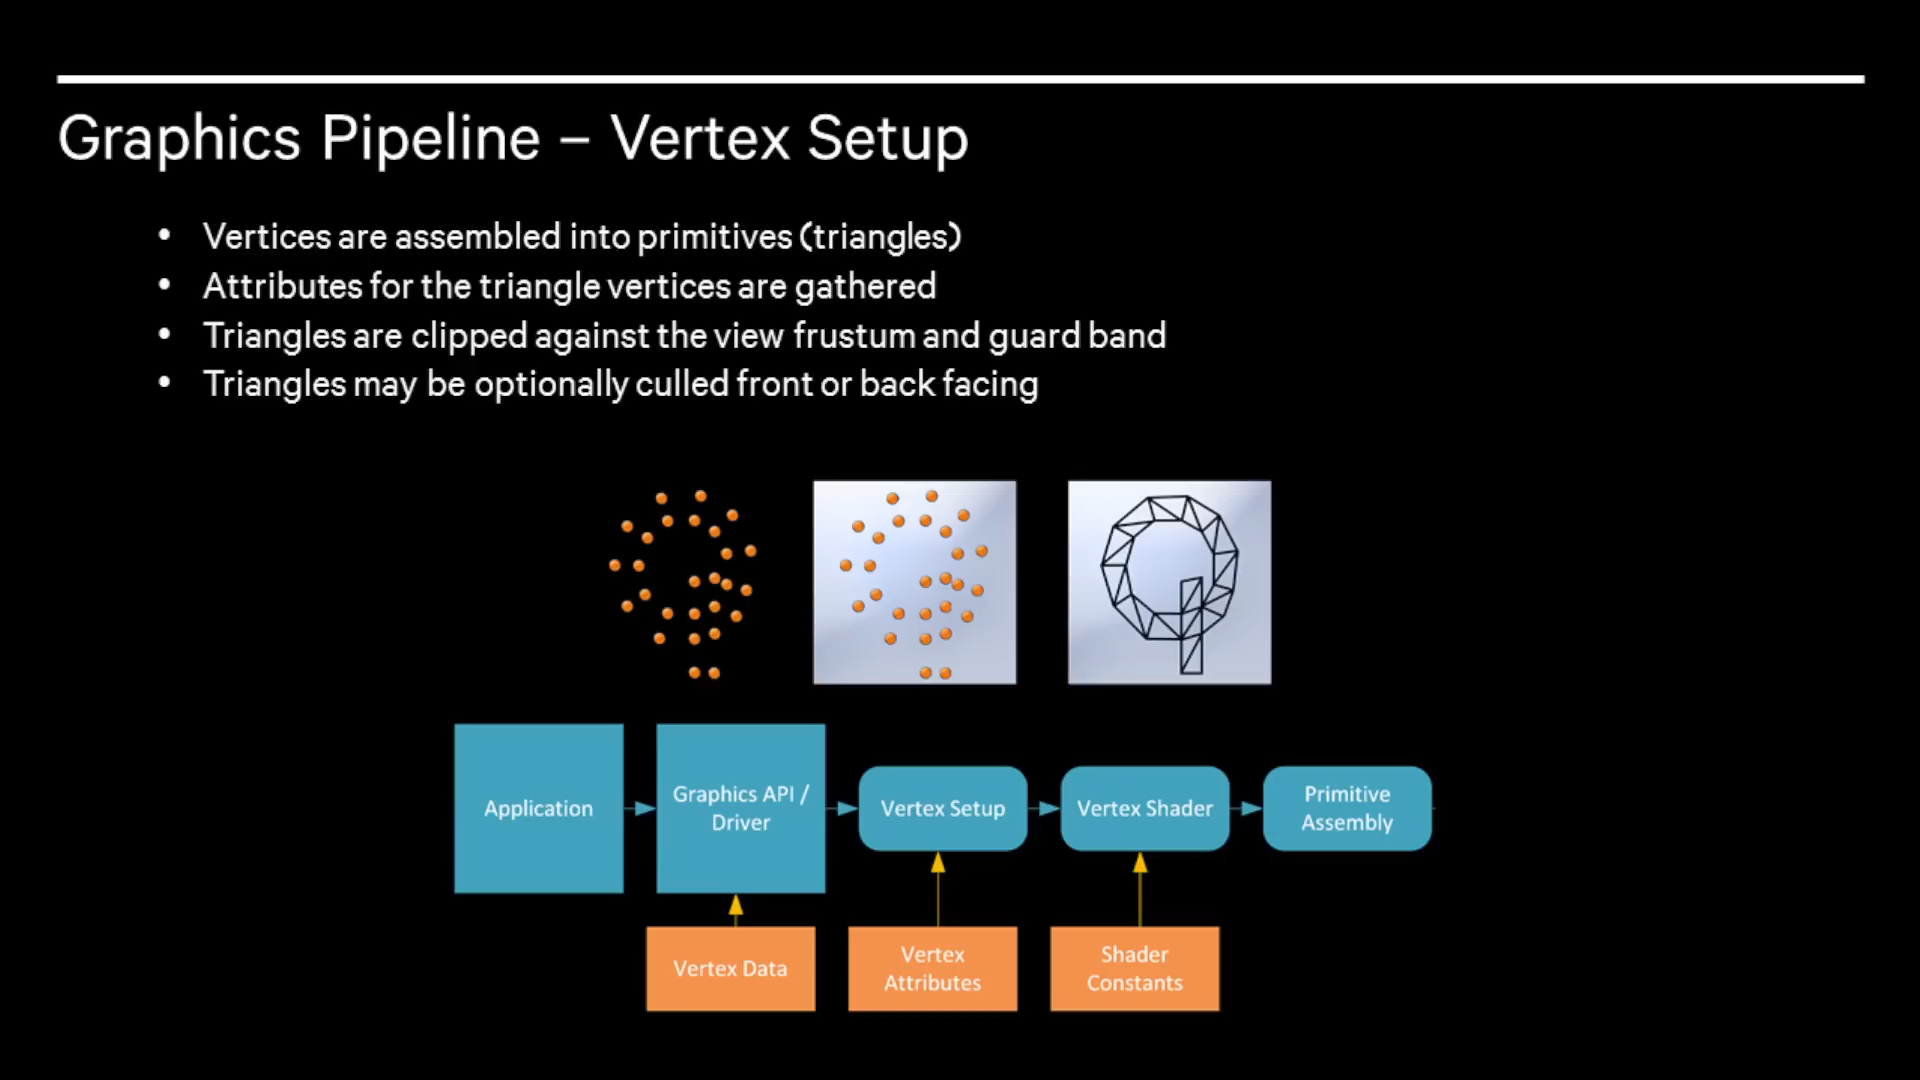 Graphics Pipeline – Vertex Setup
• Vertices are assembled into primitives (triangles)
• Attributes for the triangle vertices are gathered
• Triangles are clipped against the view frustum and guard band
• Triangles may be optionally culled front or back facing
Application
Graphics API /
Driver
Vertex Setup
Vertex Shader
Primitive
Assembly
Vertex Data
Vertex
Attributes
Shader
Constants